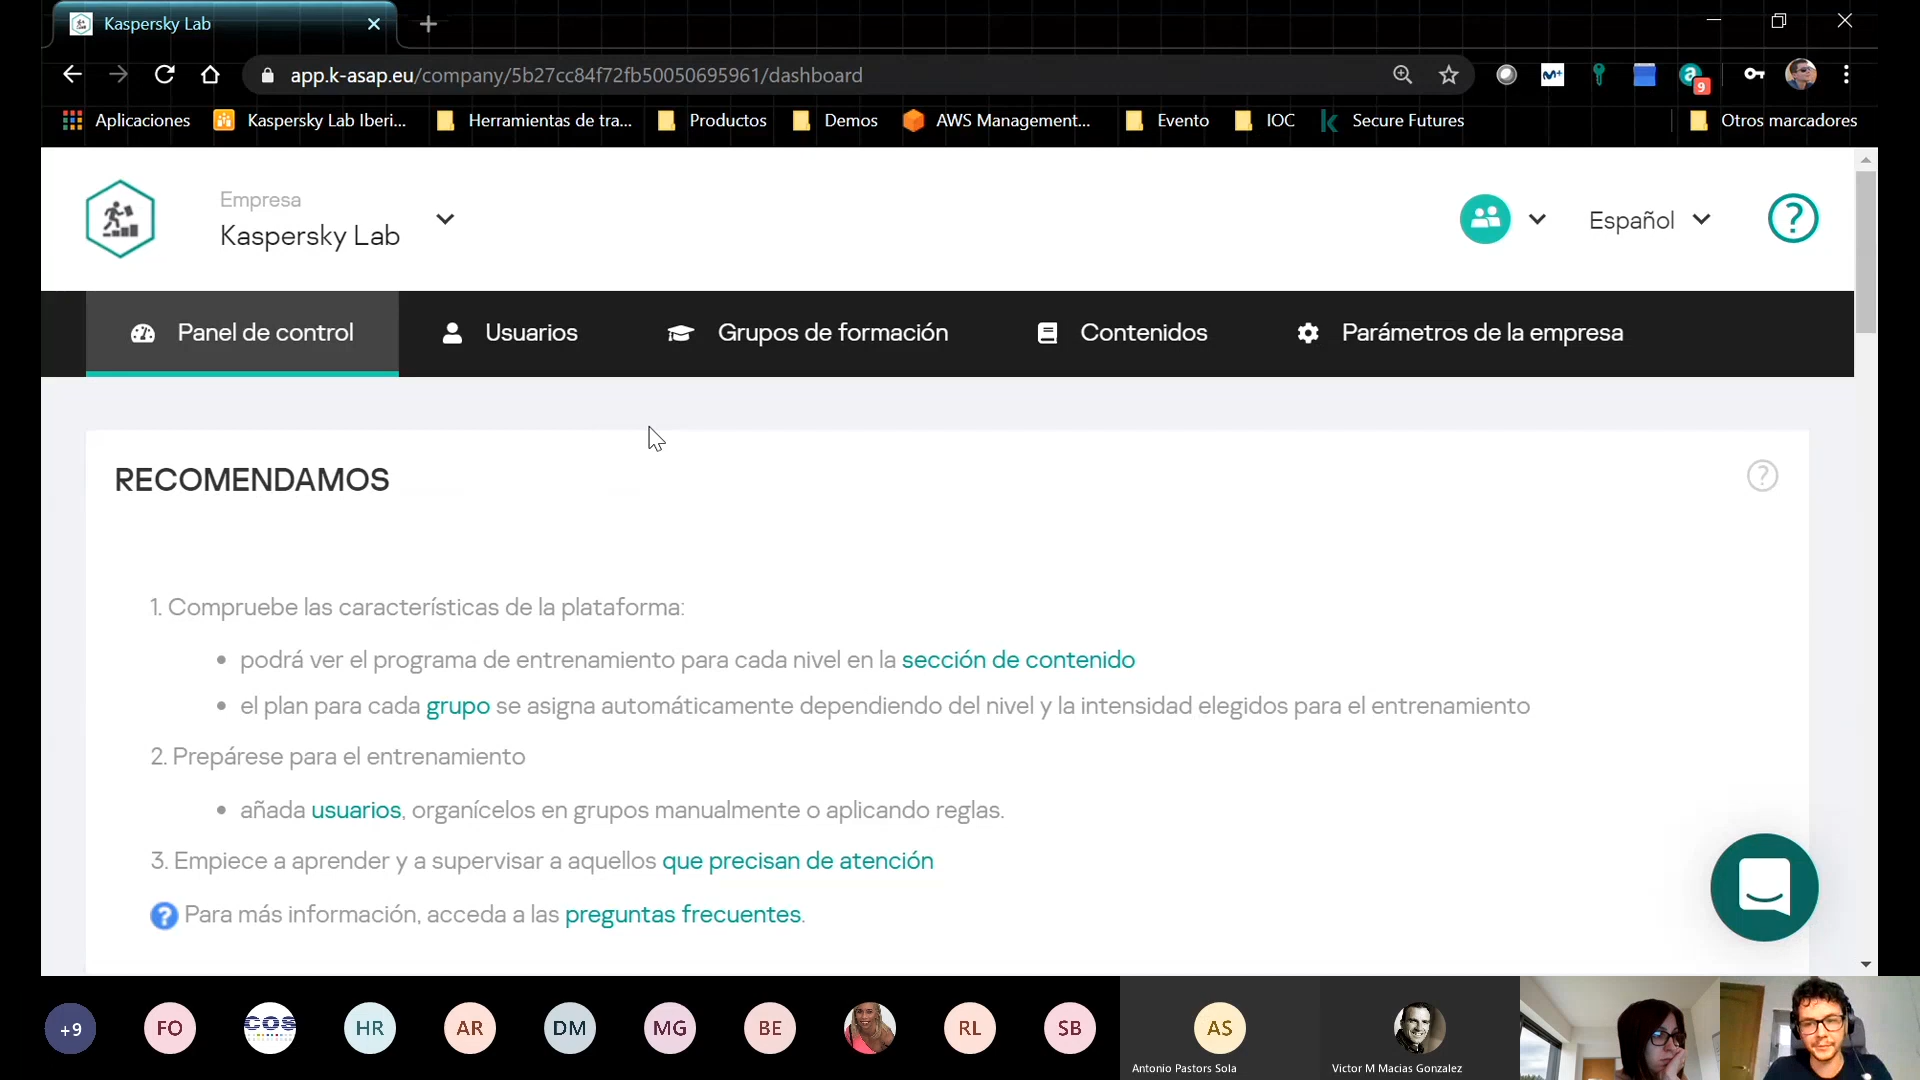 Kaspersky Lab
app.k-asap.eu/company/5b27cc84f72fb50050695961/dashboard
9
Aplicaciones
Kaspersky Lab Iberi...
Herramientas de tra...
Productos
Demos
AWS Management...
Evento
IOC
Secure Futures
Otros marcadores
Empresa
Kaspersky Lab
Español
?
Panel de control
Usuarios
Grupos de formación
Contenidos
Parámetros de la empresa
RECOMENDAMOS
?
1. Compruebe las características de la plataforma:
• podrá ver el programa de entrenamiento para cada nivel en la sección de contenido
• el plan para cada grupo se asigna automáticamente dependiendo del nivel y la intensidad elegidos para el entrenamiento
2. Prepárese para el entrenamiento
• añada usuarios, organícelos en grupos manualmente o aplicando reglas.
3. Empiece a aprender y a supervisar a aquellos que precisan de atención
? Para más información, acceda a las preguntas frecuentes.
+9
FO
COS
HR
AR
DM
MG
BE
RL
SB
AS
Antonio Pastors Sola
Victor M Macias Gonzalez